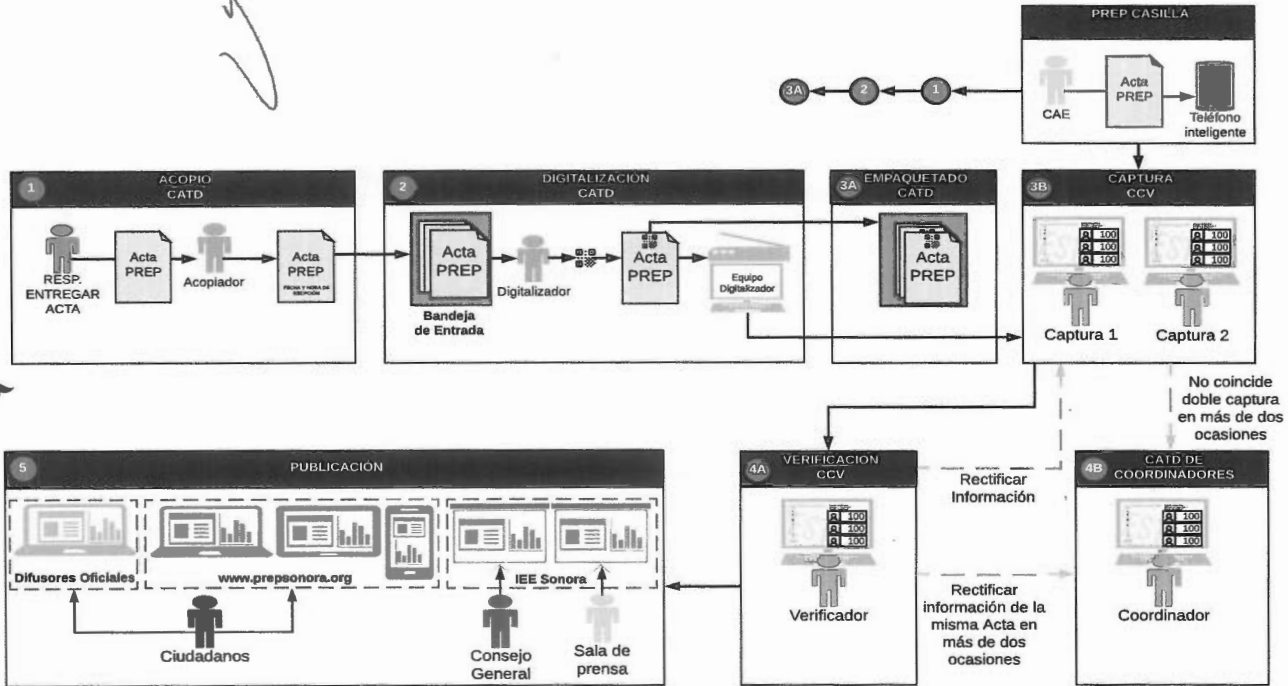 PREP CASILLA
CAE
Acta
PREP
Teléfono
inteligente
3A
2
1
1
ACOPIO
CATD
RESP.
ENTREGAR
ACTA
Acta
PREP
Acopiador
Acta
PREP
FECHA Y HORA DE
2
DIGITALIZACIÓN
CATD
Acta
PREP
Bandeja
de Entrada
Digitalizador
Acta
PREP
Equipo
Digitalizador
3A
EMPAQUETADO
CATD
Acta
PREP
3B
CAPTURA
CCV
100
100
100
100
100
100
Captura 1
Captura 2
No coincide
doble captura
en más de dos
ocasiones
5
PUBLICACIÓN
Difusores Oficiales
www.prepsonora.org
IEE Sonora
Ciudadanos
Consejo
General
Sala de
prensa
4A
VERIFICACIÓN
CCV
100
100
100
Verificador
Rectificar
Información
Rectificar
información de la
misma Acta en
más de dos
ocasiones
4B
CATD DE
COORDINADORES
100
100
100
Coordinador